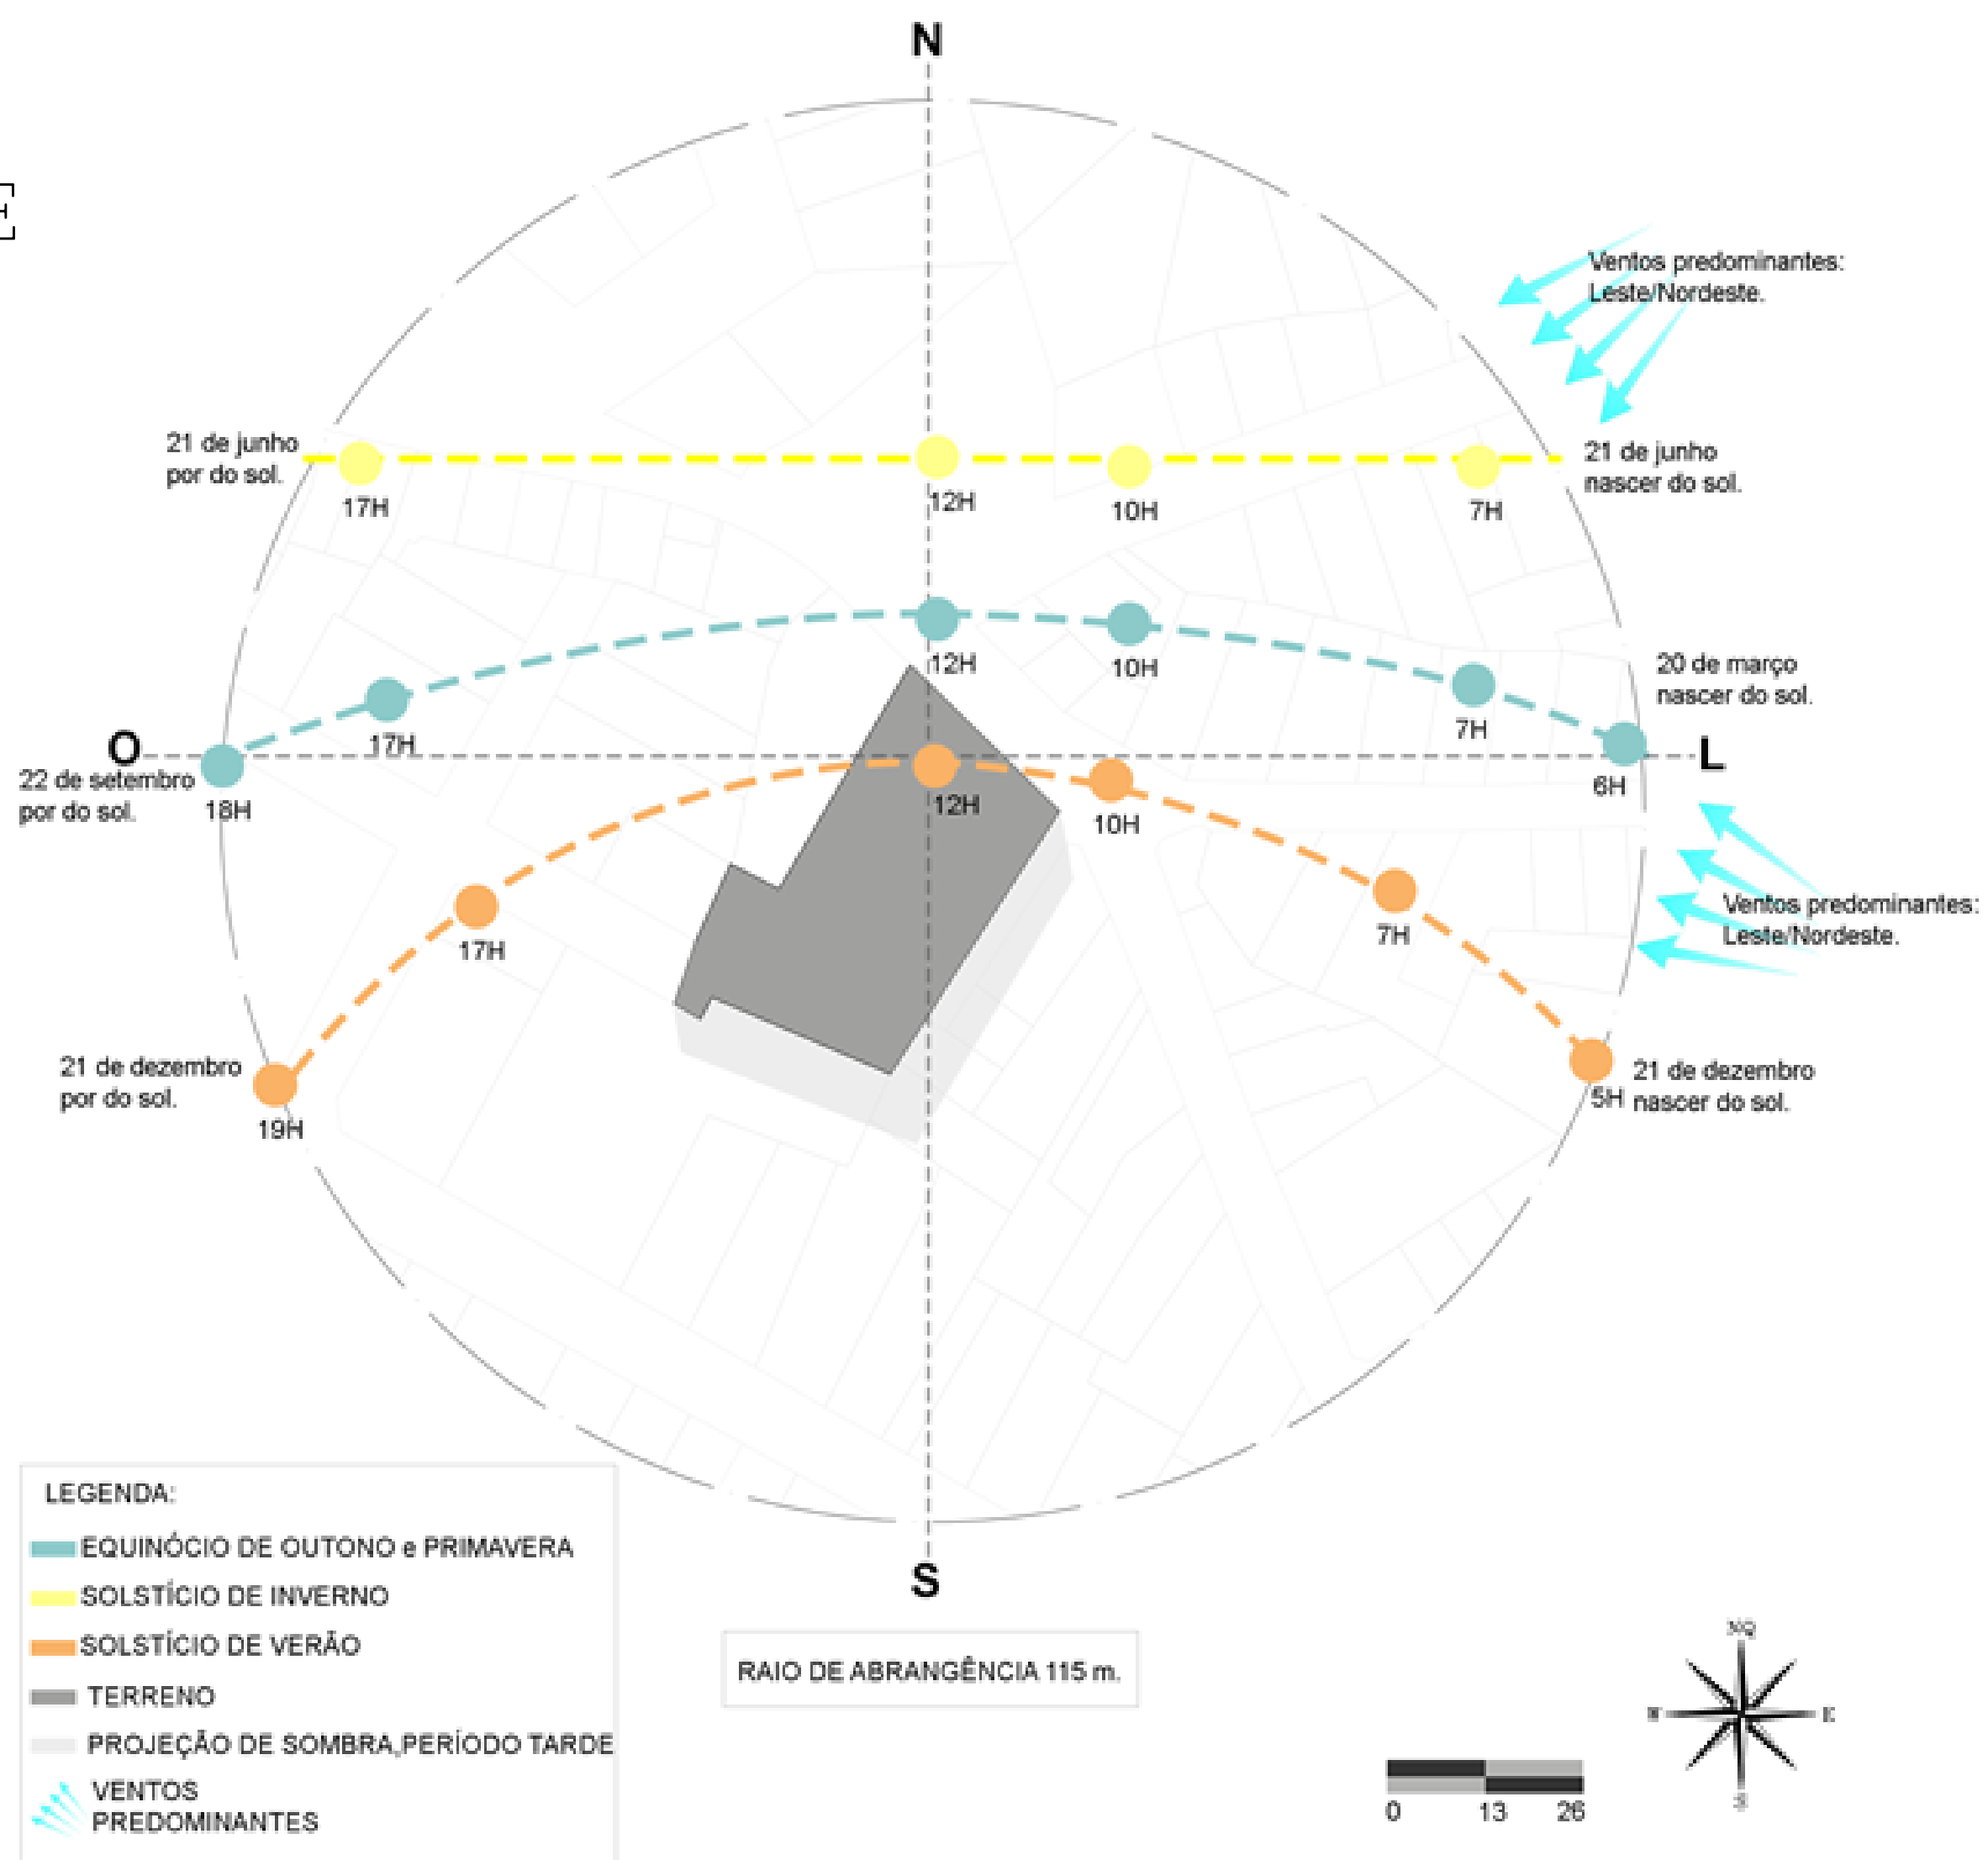 N
Ventos predominantes:
Leste/Nordeste.
21 de junho
por do sol.
21 de junho
nascer do sol.
17H
12H
10H
7H
12H
10H
7H
17H
20 de março
nascer do sol.
O
L
22 de setembro
por do sol.
18H
6H
12H
10H
17H
7H
Ventos predominantes:
Leste/Nordeste.
21 de dezembro
por do sol.
19H
5H
21 de dezembro
nascer do sol.
S
LEGENDA:
EQUINÓCIO DE OUTONO e PRIMAVERA
SOLSTÍCIO DE INVERNO
SOLSTÍCIO DE VERÃO
TERRENO
PROJEÇÃO DE SOMBRA,PERÍODO TARDE
VENTOS
PREDOMINANTES
RAIO DE ABRANGÊNCIA 115 m.
0 13 26
E